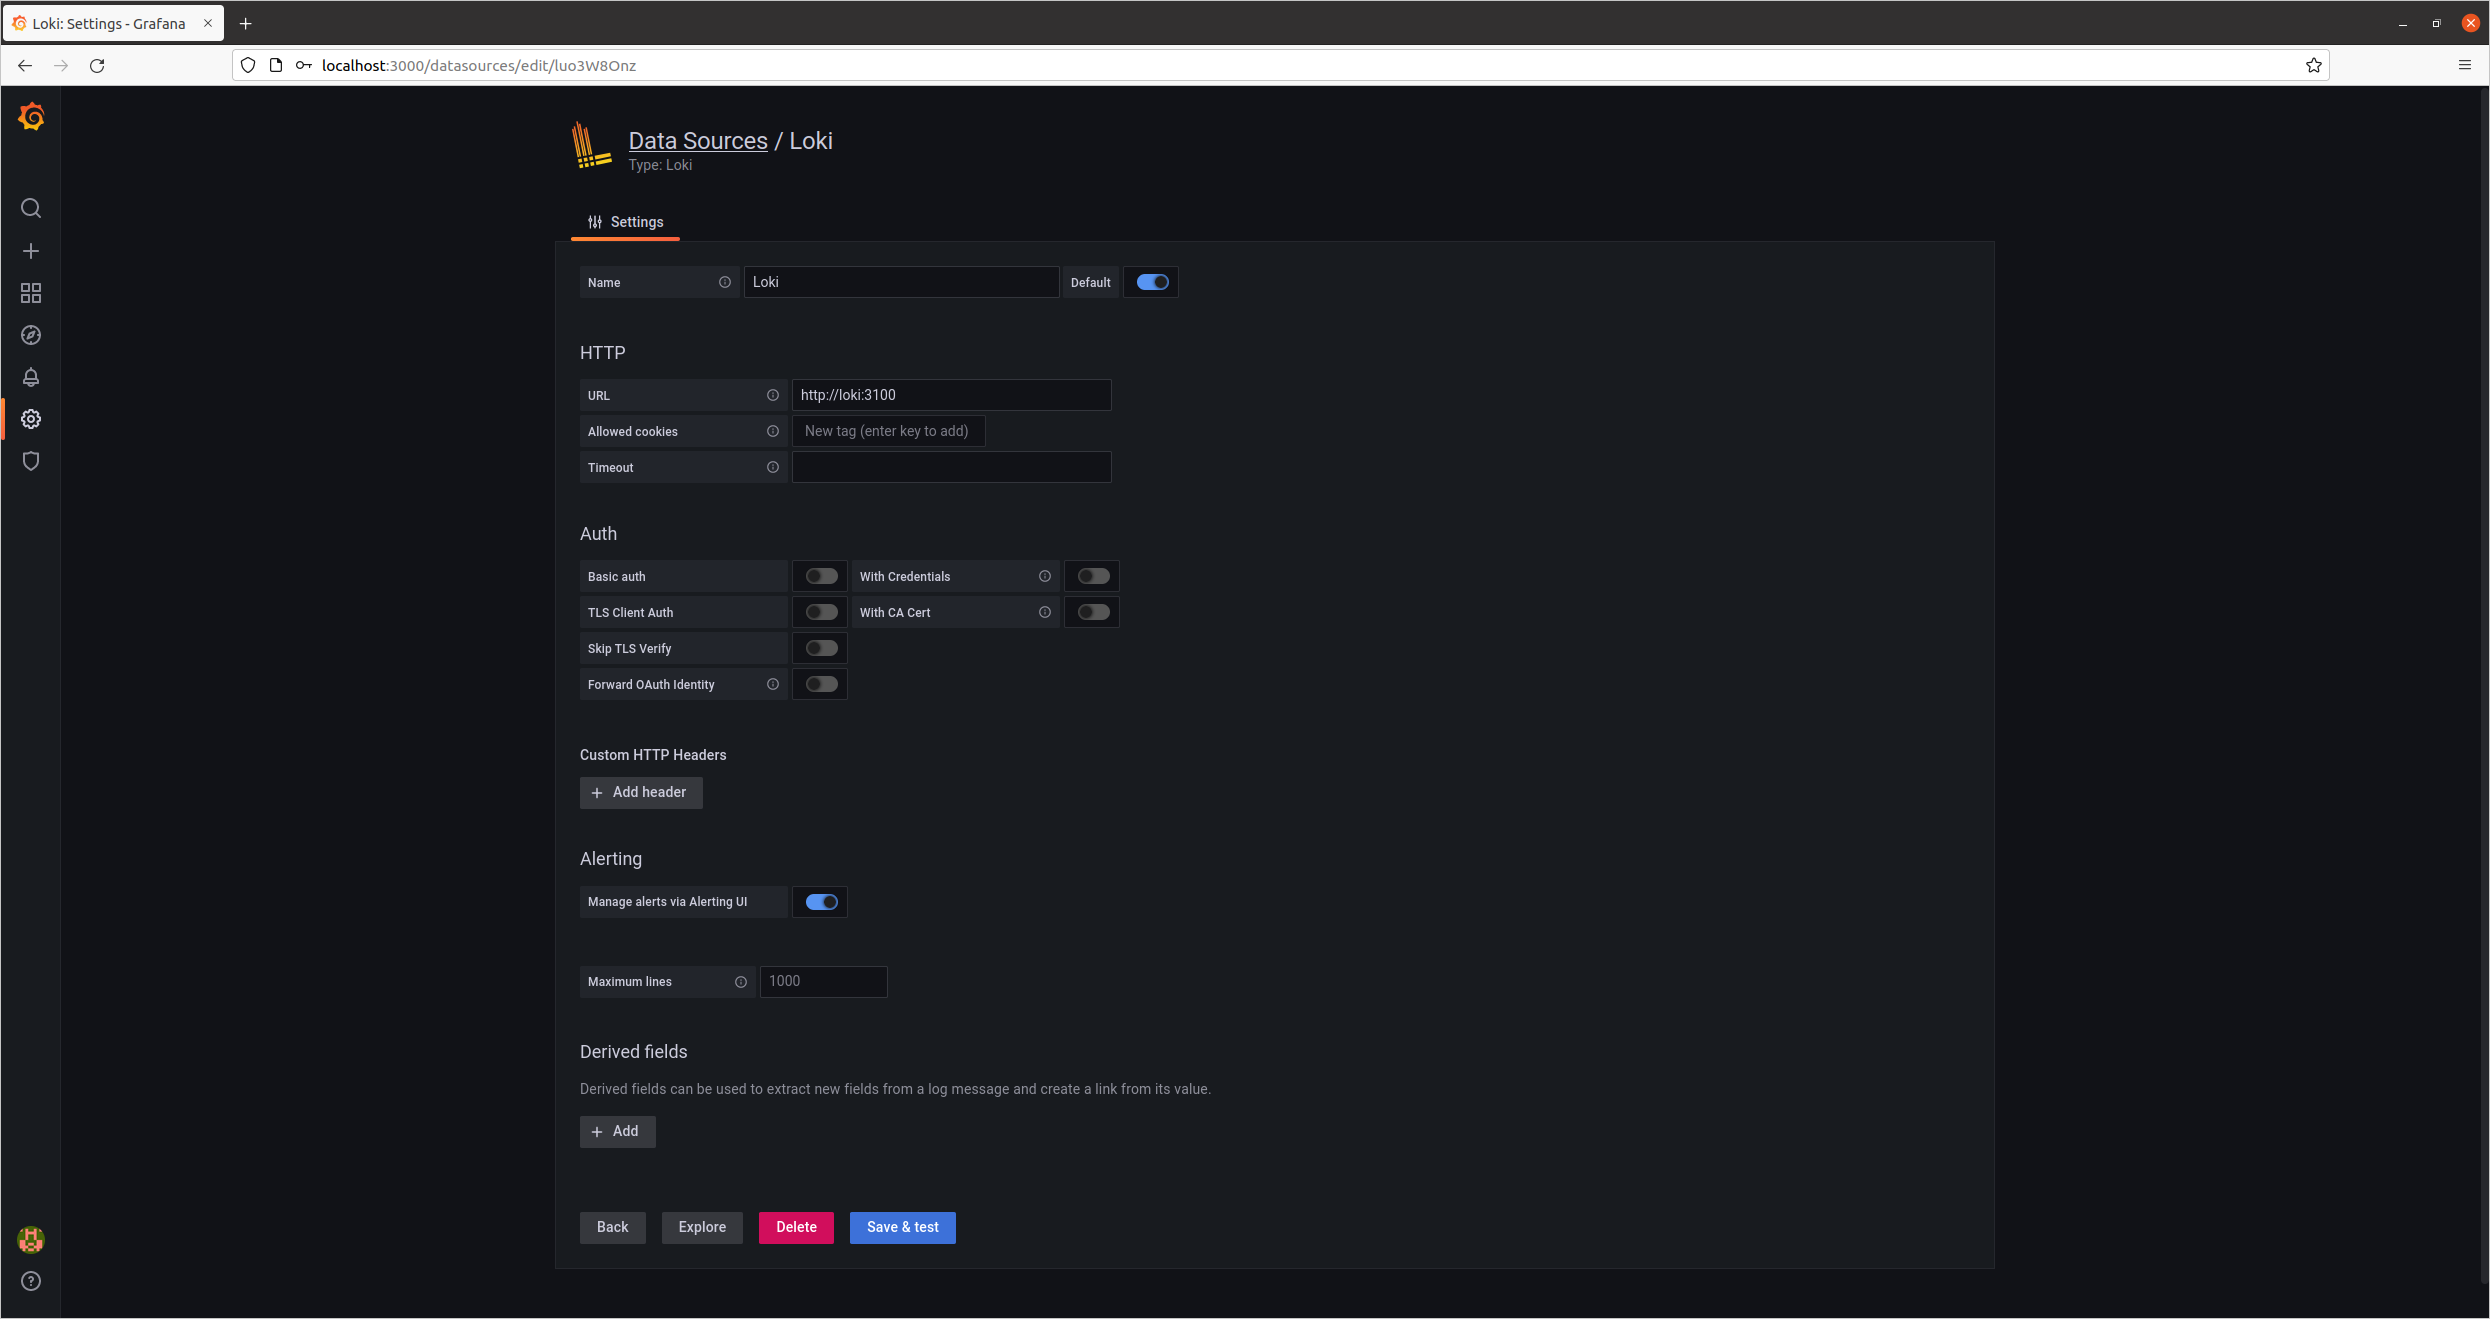 Loki: Settings - Grafana
localhost:3000/datasources/edit/luo3W8Onz
Data Sources / Loki
Type: Loki
Settings
Name Loki Default
HTTP
URL http://loki:3100
Allowed cookies New tag (enter key to add)
Timeout
Auth
Basic auth With Credentials
TLS Client Auth With CA Cert
Skip TLS Verify
Forward OAuth Identity
Custom HTTP Headers
+ Add header
Alerting
Manage alerts via Alerting UI
Maximum lines 1000
Derived fields
Derived fields can be used to extract new fields from a log message and create a link from its value.
+ Add
Back Explore Delete Save & test